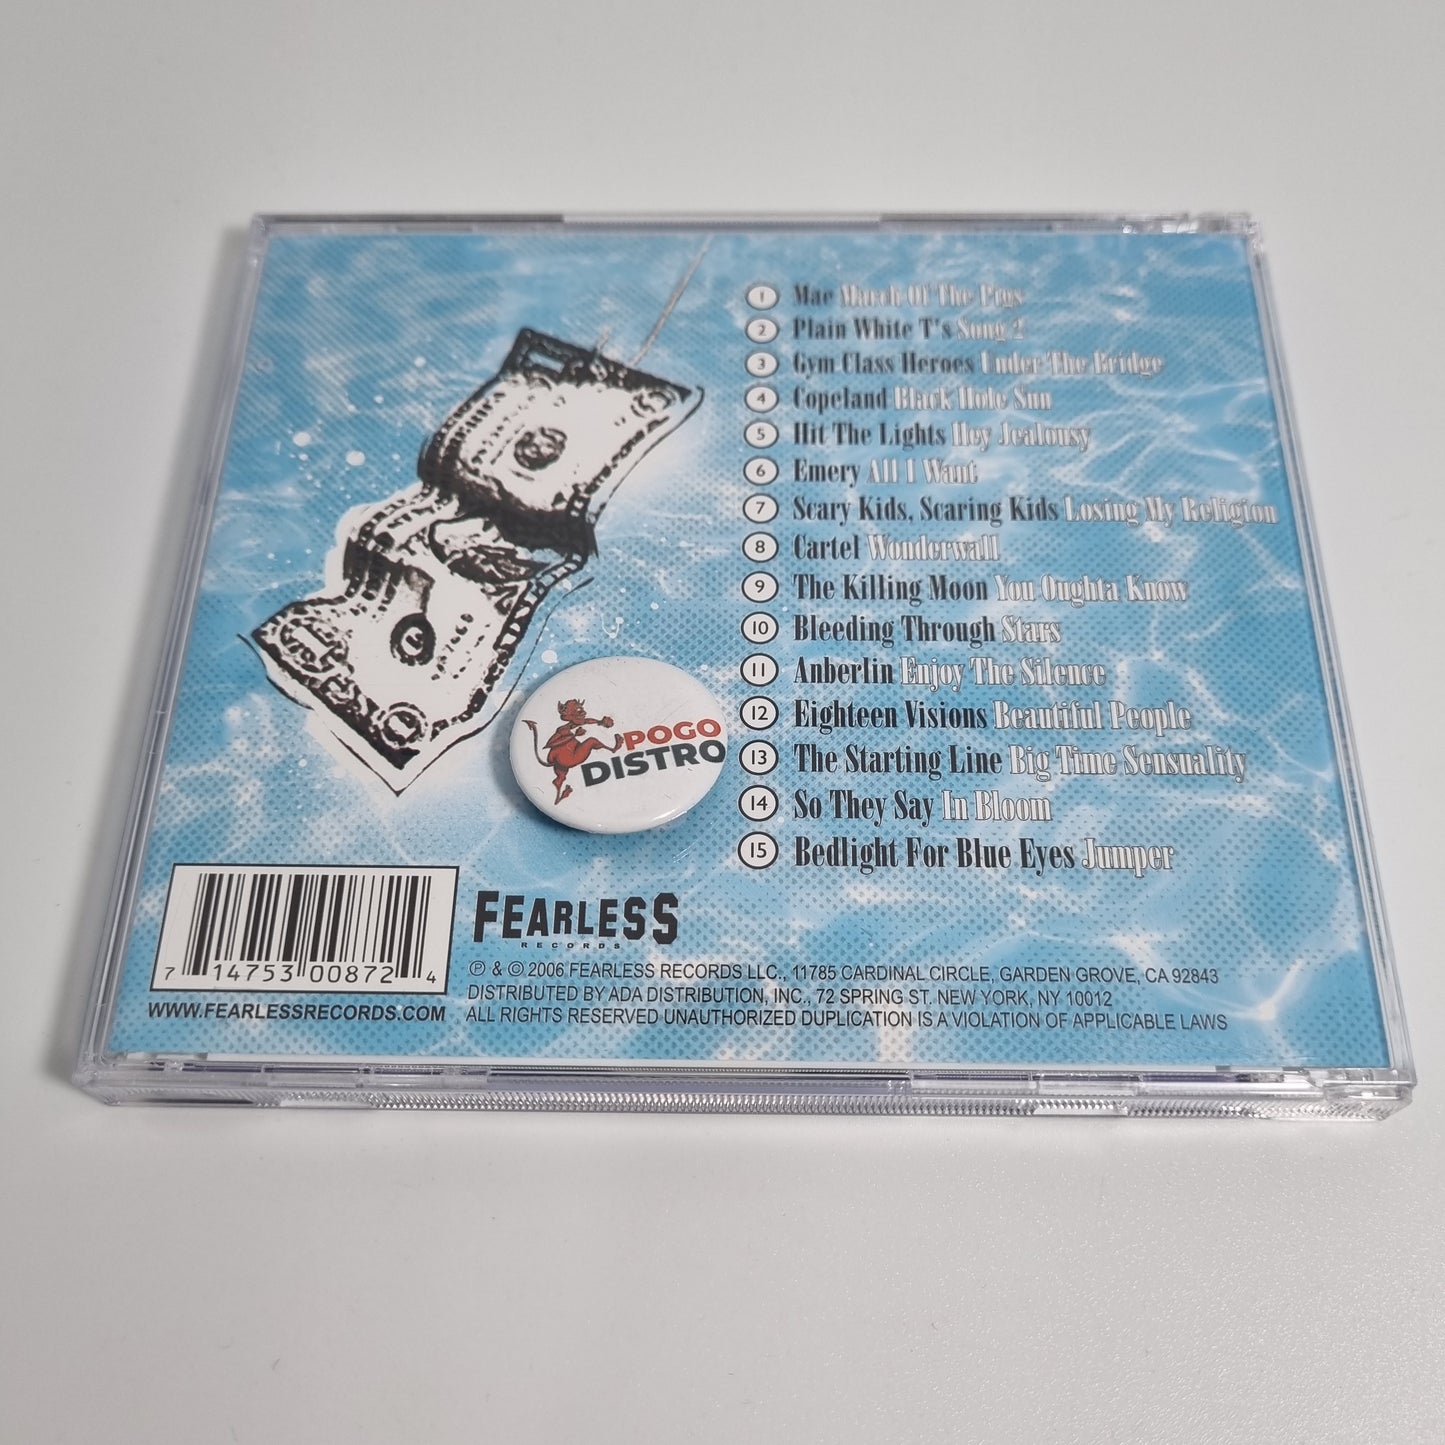 1 Mae March Of The Pigs
2 Plain White T's Song 2
3 Gym Class Heroes Under The Bridge
4 Copeland Black Hole Sun
5 Hit The Lights Hey Jealousy
6 Emery All I Want
7 Scary Kids, Scaring Kids Losing My Religion
8 Cartel Wonderwall
9 The Killing Moon You Oughta Know
10 Bleeding Through Stars
11 Anberlin Enjoy The Silence
12 Eighteen Visions Beautiful People
13 The Starting Line Big Time Sensuality
14 So They Say In Bloom
15 Bedlight For Blue Eyes Jumper
POGO
DISTRO
FEARLESS
RECORDS
7 14753 00872 4
WWW.FEARLESSRECORDS.COM
℗ & © 2006 FEARLESS RECORDS LLC., 11785 CARDINAL CIRCLE, GARDEN GROVE, CA 92843
DISTRIBUTED BY ADA DISTRIBUTION, INC., 72 SPRING ST. NEW YORK, NY 10012
ALL RIGHTS RESERVED UNAUTHORIZED DUPLICATION IS A VIOLATION OF APPLICABLE LAWS